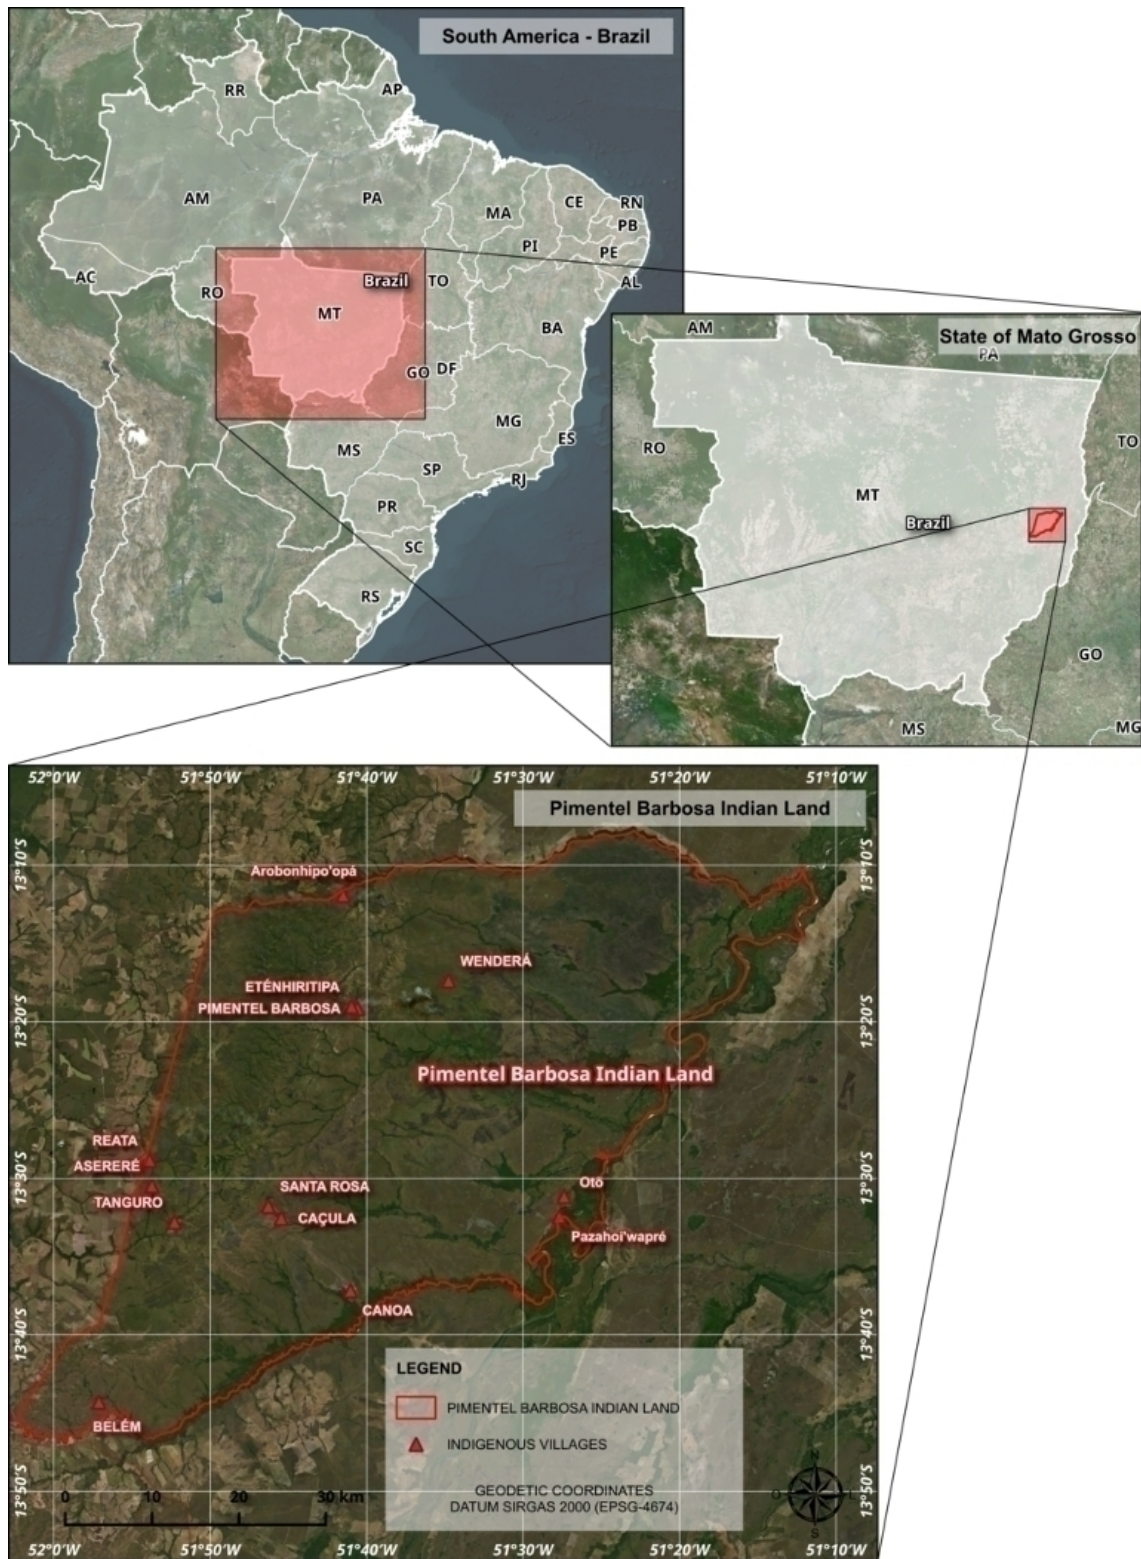 South America - Brazil
RR
AP
AM
PA
MA
CE
RN
PB
PI
PE
AC
AL
RO
Brazil
TO
MT
BA
GO
DF
MG
MS
ES
SP
RJ
PR
SC
RS
State of Mato Grosso
AM
PA
RO
TO
MT
Brazil
GO
MS
MG
52°0'W 51°50'W 51°40'W 51°30'W 51°20'W 51°10'W
Pimentel Barbosa Indian Land
13°10'S 13°10'S
Arobonhipo'opá
WENDERÁ
ETÉNHIRITIPA
PIMENTEL BARBOSA
13°20'S 13°20'S
Pimentel Barbosa Indian Land
REATA
ASERERÉ
13°30'S 13°30'S
TANGURO
SANTA ROSA
CAÇULA
Otõ
Pazahoi'wapré
CANOA
13°40'S 13°40'S
BELÉM
LEGEND
PIMENTEL BARBOSA INDIAN LAND
INDIGENOUS VILLAGES
GEODETIC COORDINATES
DATUM SIRGAS 2000 (EPSG-4674)
13°50'S 13°50'S
0 10 20 30 km
N
O
L
S
52°0'W 51°50'W 51°40'W 51°30'W 51°20'W 51°10'W